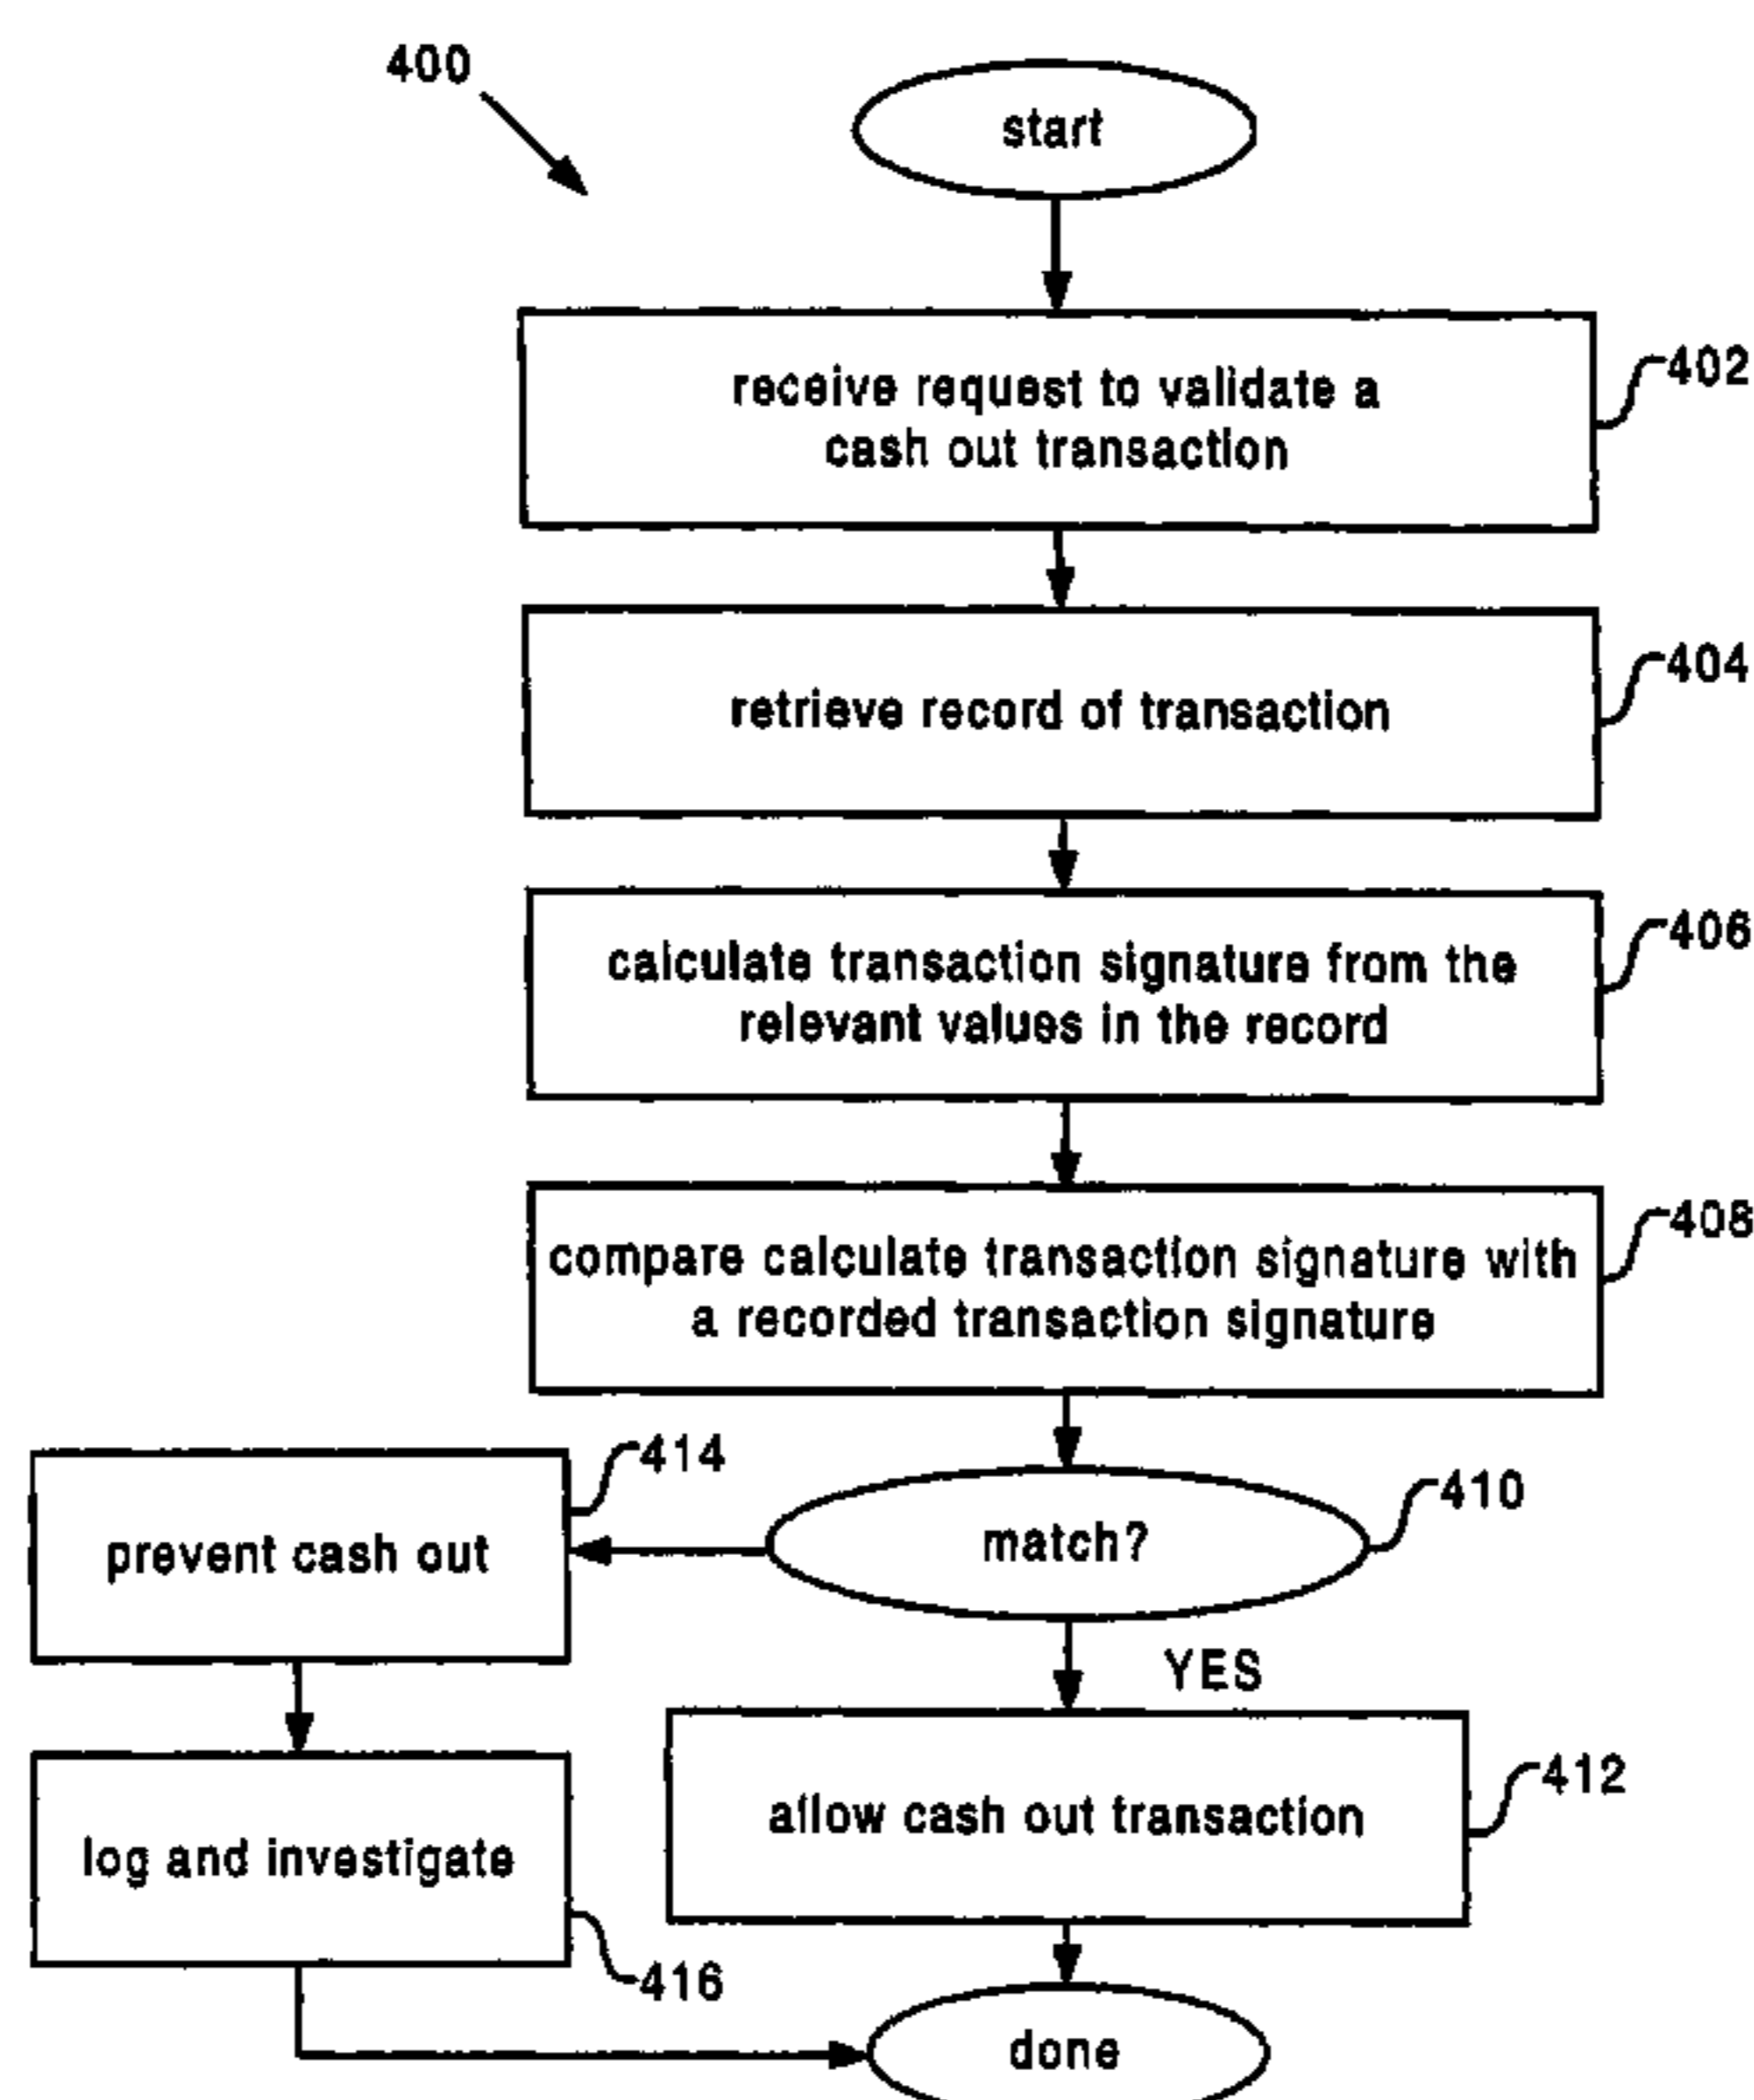 400
start
receive request to validate a
cash out transaction
402
retrieve record of transaction
404
calculate transaction signature from the
relevant values in the record
406
compare calculate transaction signature with
a recorded transaction signature
408
414
prevent cash out
match?
410
YES
allow cash out transaction
412
log and investigate
416
done